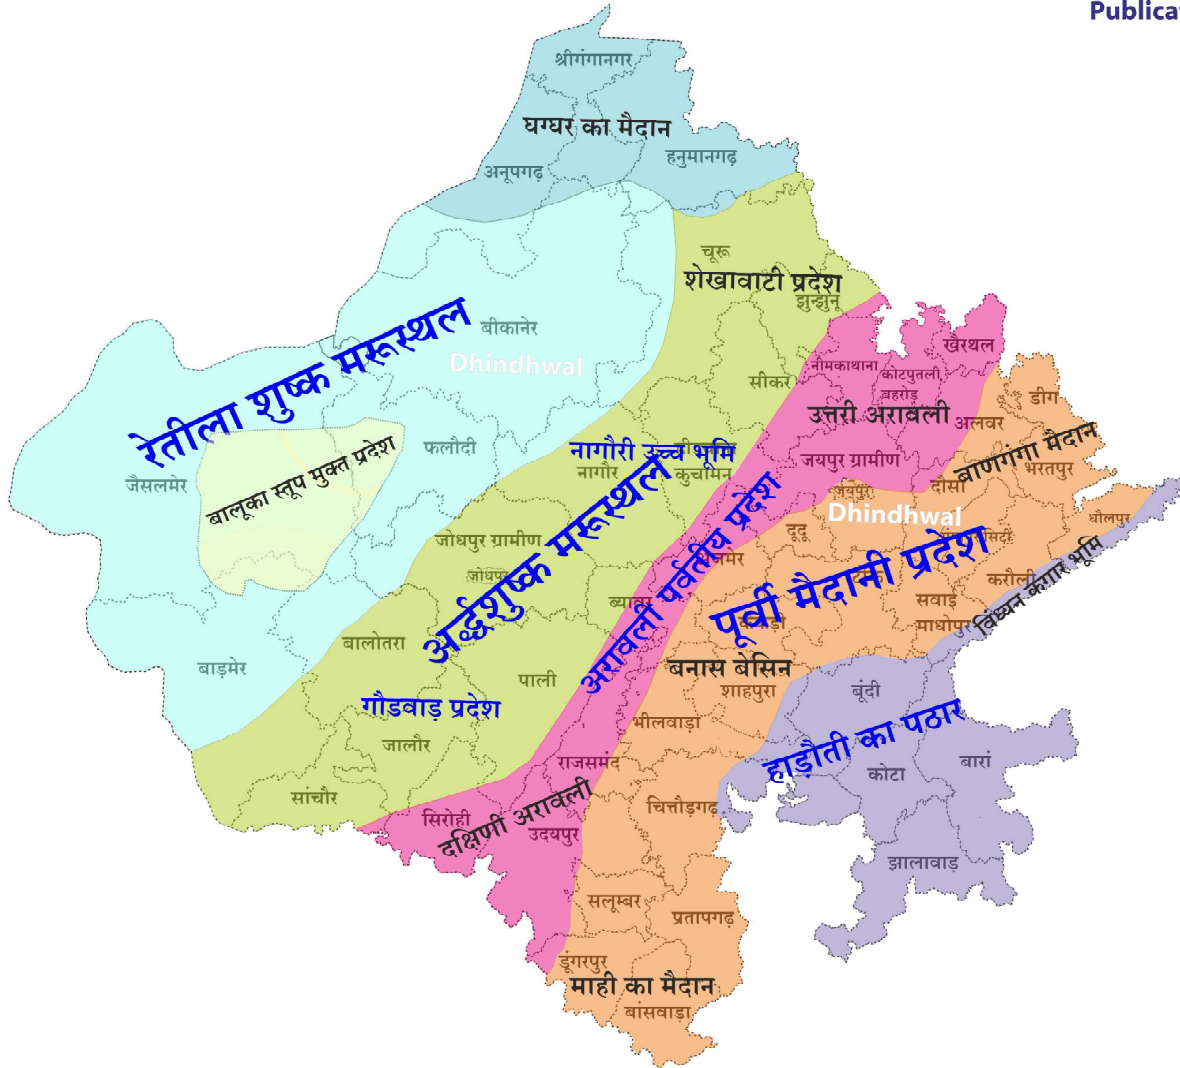 Publica
श्रीगंगानगर
घग्घर का मैदान
हनुमानगढ़
अनूपगढ़
चूरू
शेखावाटी प्रदेश
झुन्झुनू
रेतीला शुष्क मरूस्थल
बीकानेर
Dhindhwal
खैरथल
नीमकाथाना
कोटपुतली
बहरोड़
सीकर
उत्तरी अरावली
डीग
अलवर
बाणगंगा मैदान
भरतपुर
फलौदी
नागौरी उच्च भूमि
नागौर
कुचामन
जयपुर ग्रामीण
जैसलमेर
बालूका स्तूप मुक्त प्रदेश
जयपुर
दौसा
Dhindhwal
धौलपुर
दूदू
जोधपुर ग्रामीण
अर्द्धशुष्क मरूस्थल
अरावली पर्वतीय प्रदेश
पूर्वी मैदानी प्रदेश
करौली
सवाई
माधोपुर
विंध्यन कगार भूमि
ब्यावर
बालोतरा
बाड़मेर
पाली
बनास बेसिन
शाहपुरा
बूंदी
गौडवाड़ प्रदेश
भीलवाड़ा
हाड़ौती का पठार
जालौर
राजसमंद
कोटा
बारां
सांचौर
सिरोही
दक्षिणी अरावली
उदयपुर
चित्तौड़गढ़
झालावाड़
सलूम्बर
प्रतापगढ़
डूंगरपुर
माही का मैदान
बांसवाड़ा